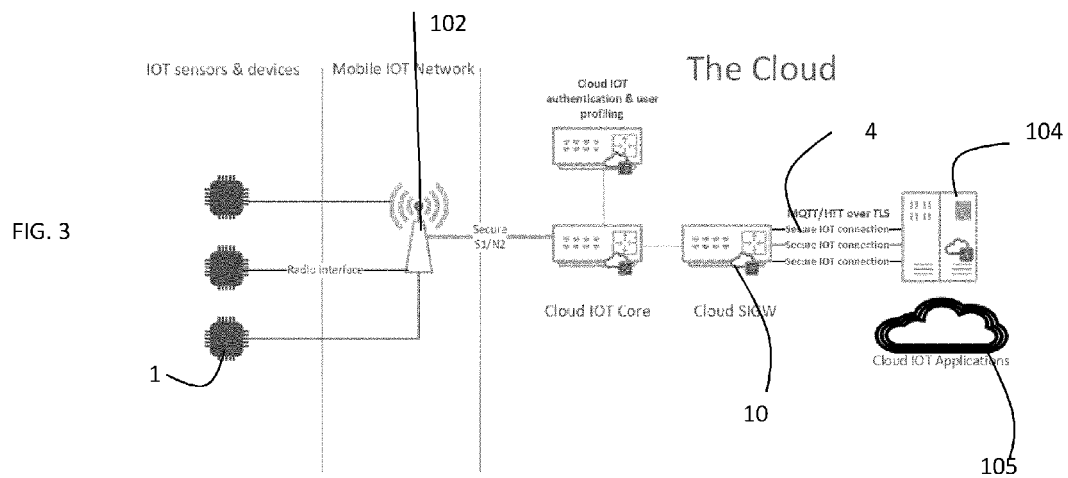 102
IOT sensors & devices
Mobile IOT Network
The Cloud
Cloud IOT
authentication & user
profiling
4
104
FIG. 3
MQTT/HTT over TLS
Secure
S1/N2
Secure IOT connection
Secure IOT connection
Secure IOT connection
Radio interface
Cloud IOT Core
Cloud SIGW
Cloud IOT Applications
1
10
105